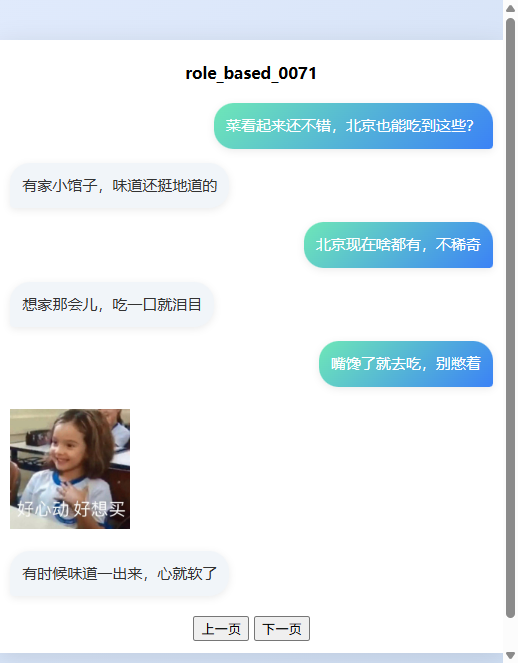 role_based_0071
菜看起来还不错，北京也能吃到这些？
有家小馆子，味道还挺地道的
北京现在啥都有，不稀奇
想家那会儿，吃一口就泪目
嘴馋了就去吃，别憋着
好心动 好想买
有时候味道一出来，心就软了
上一页 下一页